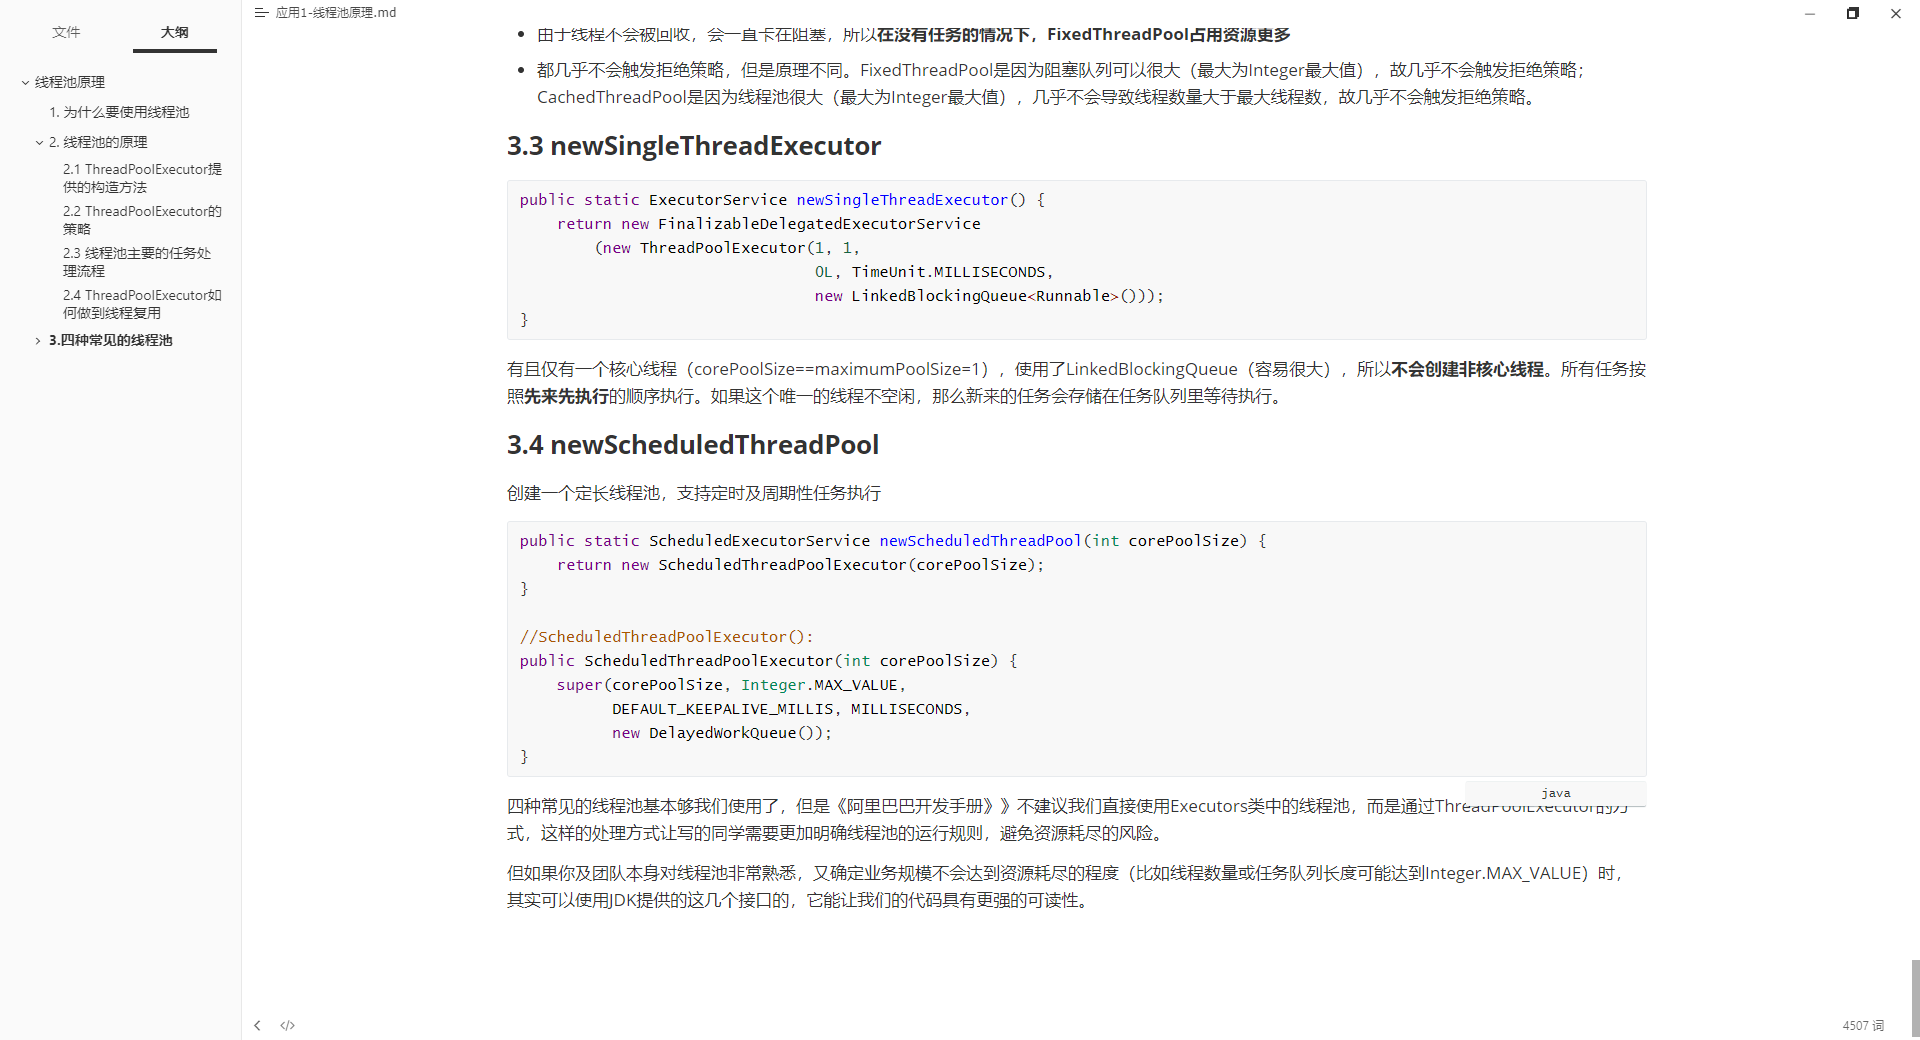 文件
大纲
应用1-线程池原理.md
线程池原理
1. 为什么要使用线程池
2. 线程池的原理
2.1 ThreadPoolExecutor提
供的构造方法
2.2 ThreadPoolExecutor的
策略
2.3 线程池主要的任务处
理流程
2.4 ThreadPoolExecutor如
何做到线程复用
3.四种常见的线程池
由于线程不会被回收，会一直卡在阻塞，所以在没有任务的情况下，FixedThreadPool占用资源更多
都几乎不会触发拒绝策略，但是原理不同。FixedThreadPool是因为阻塞队列可以很大（最大为Integer最大值），故几乎不会触发拒绝策略；
CachedThreadPool是因为线程池很大（最大为Integer最大值），几乎不会导致线程数量大于最大线程数，故几乎不会触发拒绝策略。
3.3 newSingleThreadExecutor
public static ExecutorService newSingleThreadExecutor() {
return new FinalizableDelegatedExecutorService
(new ThreadPoolExecutor(1, 1,
0L, TimeUnit.MILLISECONDS,
new LinkedBlockingQueue<Runnable>()));
}
有且仅有一个核心线程（corePoolSize==maximumPoolSize=1），使用了LinkedBlockingQueue（容易很大），所以不会创建非核心线程。所有任务按
照先来先执行的顺序执行。如果这个唯一的线程不空闲，那么新来的任务会存储在任务队列里等待执行。
3.4 newScheduledThreadPool
创建一个定长线程池，支持定时及周期性任务执行
public static ScheduledExecutorService newScheduledThreadPool(int corePoolSize) {
return new ScheduledThreadPoolExecutor(corePoolSize);
}
//ScheduledThreadPoolExecutor():
public ScheduledThreadPoolExecutor(int corePoolSize) {
super(corePoolSize, Integer.MAX_VALUE,
DEFAULT_KEEPALIVE_MILLIS, MILLISECONDS,
new DelayedWorkQueue());
}
java
四种常见的线程池基本够我们使用了，但是《阿里巴巴开发手册》》不建议我们直接使用Executors类中的线程池，而是通过ThreadPoolExecutor的方
式，这样的处理方式让写的同学需要更加明确线程池的运行规则，避免资源耗尽的风险。
但如果你及团队本身对线程池非常熟悉，又确定业务规模不会达到资源耗尽的程度（比如线程数量或任务队列长度可能达到Integer.MAX_VALUE）时，
其实可以使用JDK提供的这几个接口的，它能让我们的代码具有更强的可读性。
4507 词